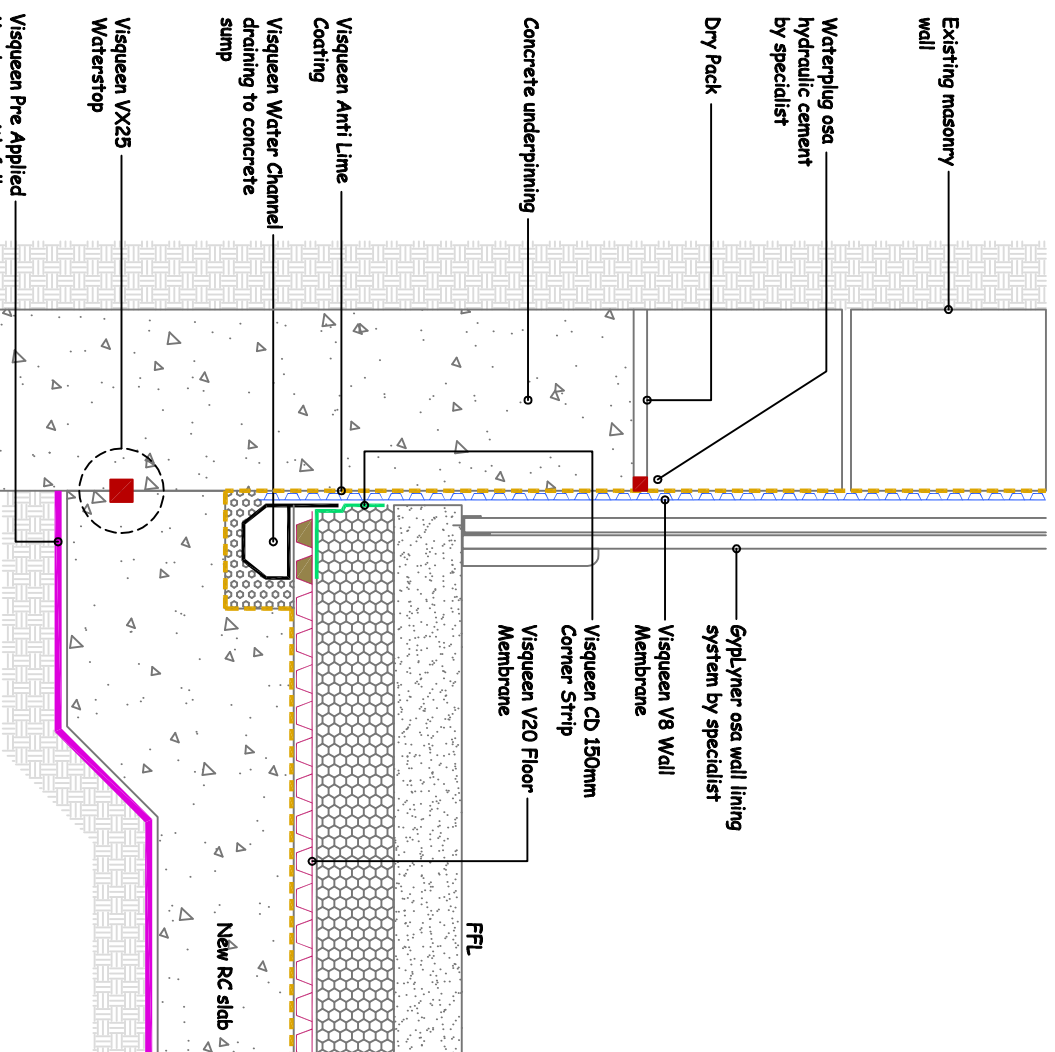 Existing masonry
wall
Waterplug osa
hydraulic cement
by specialist
Dry Pack
Concrete underpinning
Visqueen Anti Lime
Coating
Visqueen Water Channel
draining to concrete
sump
Visqueen VX25
Waterstop
Visqueen Pre Applied
GypLyner osa wall lining
system by specialist
Visqueen V8 Wall
Membrane
Visqueen CD 150mm
Corner Strip
Visqueen V20 Floor
Membrane
FFL
New RC slab